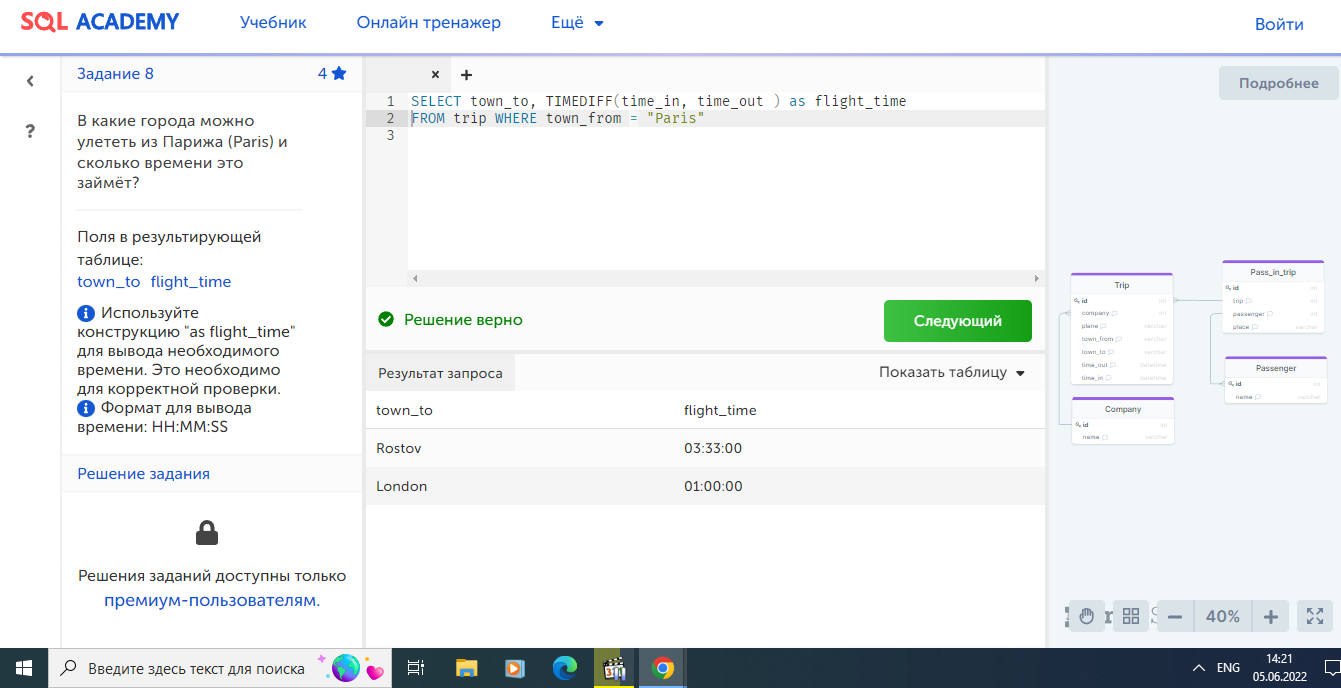 SQL ACADEMY Учебник Онлайн тренажер Ещё Войти
Задание 8 4
В какие города можно
улететь из Парижа (Paris) и
сколько времени это
займёт?
Поля в результирующей
таблице:
town_to flight_time
Используйте
конструкцию "as flight_time"
для вывода необходимого
времени. Это необходимо
для корректной проверки.
Формат для вывода
времени: HH:MM:SS
Решение задания
Решения заданий доступны только
премиум-пользователям.
× +
1 SELECT town_to, TIMEDIFF(time_in, time_out ) as flight_time
2 FROM trip WHERE town_from = "Paris"
3
Решение верно Следующий
Результат запроса Показать таблицу
town_to flight_time
Rostov 03:33:00
London 01:00:00
Подробнее
Trip
id int
company int
plane varchar
town_from varchar
town_to varchar
time_out datetime
time_in datetime
Company
id int
name varchar
Pass_in_trip
id int
trip int
passenger int
place varchar
Passenger
id int
name varchar
40%
Введите здесь текст для поиска
ENG 14:21
05.06.2022